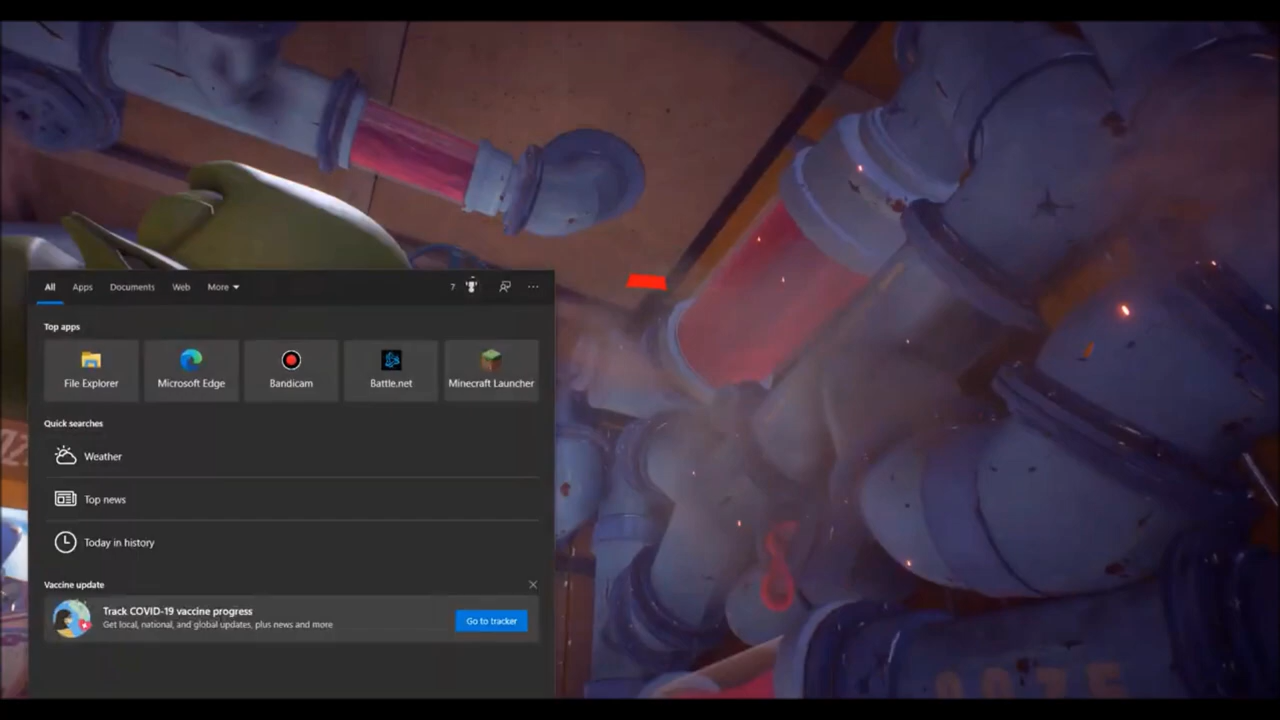 All Apps Documents Web More 7 ...
Top apps
File Explorer Microsoft Edge Bandicam Battle.net Minecraft Launcher
Quick searches
Weather
Top news
Today in history
Vaccine update
Track COVID-19 vaccine progress
Get local, national, and global updates, plus news and more
Go to tracker